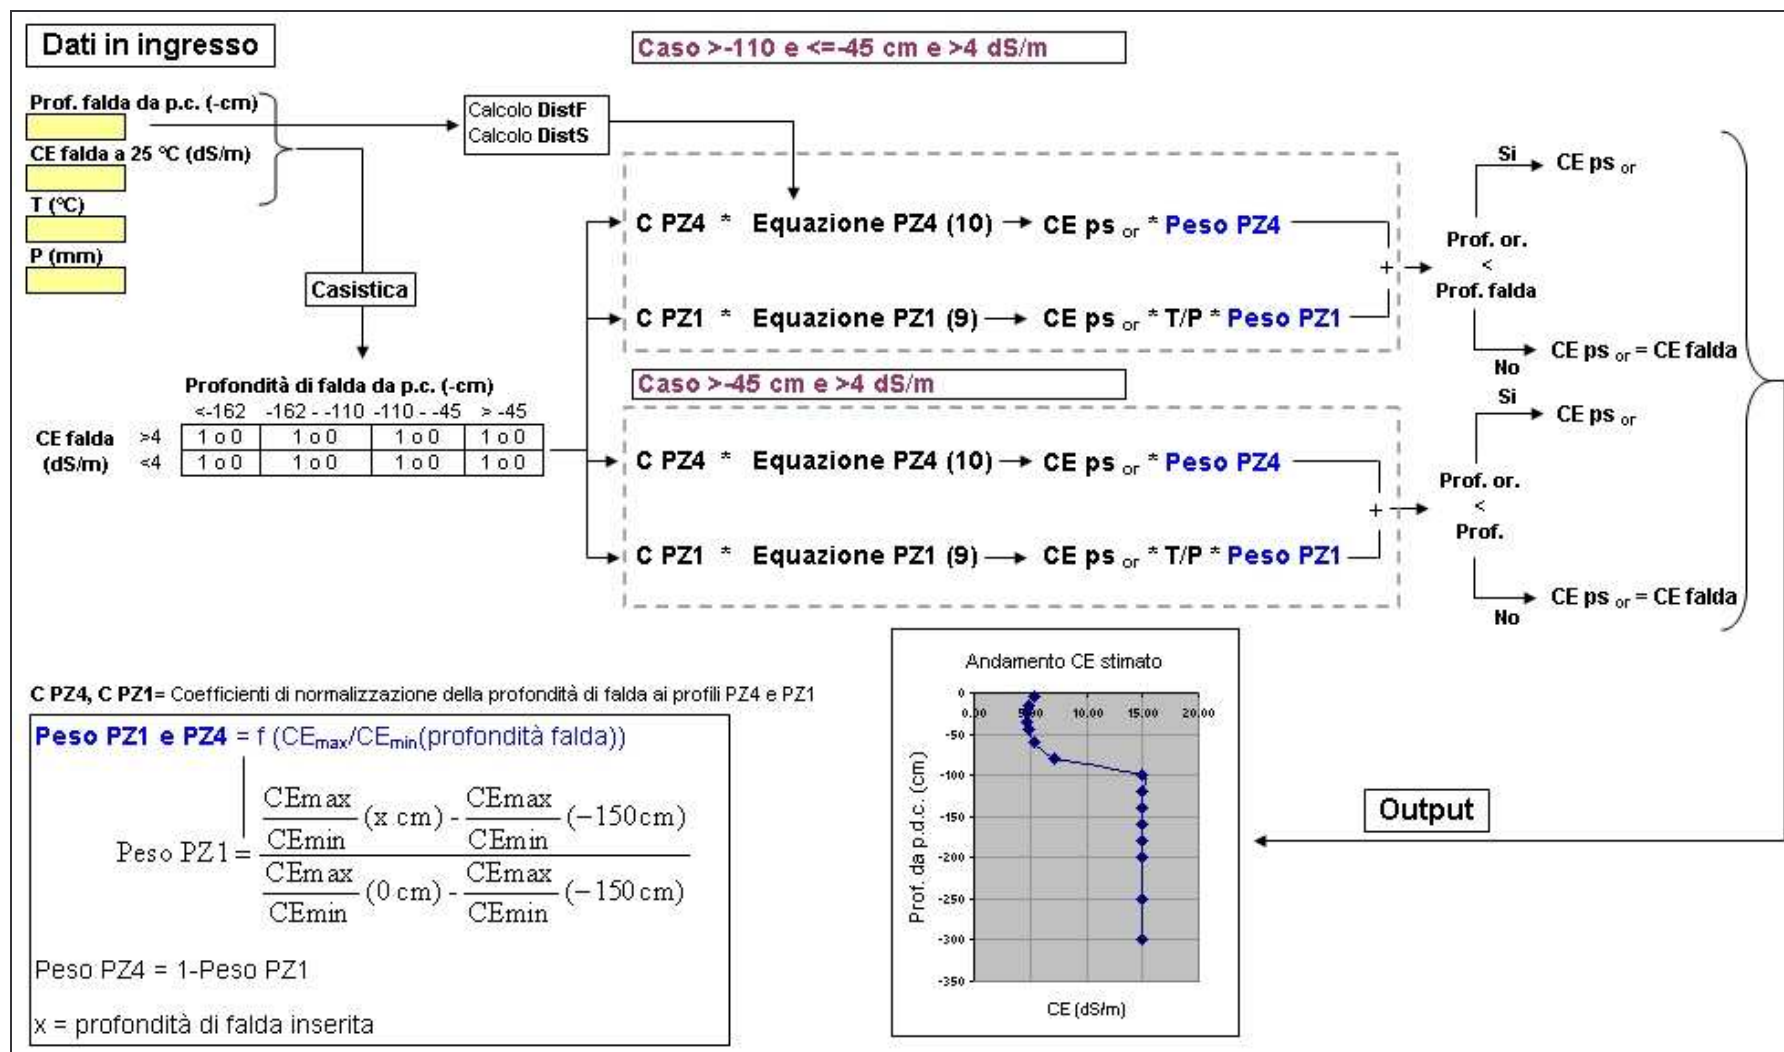 Dati in ingresso
Caso >-110 e <=-45 cm e >4 dS/m
Prof. falda da p.c. (-cm)
CE falda a 25 °C (dS/m)
T (°C)
P (mm)
Calcolo DistF
Calcolo DistS
Casistica
C PZ4 * Equazione PZ4 (10) CE ps or * Peso PZ4
+
C PZ1 * Equazione PZ1 (9) CE ps or * T/P * Peso PZ1
Si
CE ps or
Prof. or.
<
Prof. falda
CE ps or = CE falda
No
Profondità di falda da p.c. (-cm)
<-162 -162 - -110 -110 - -45 > -45
CE falda (dS/m)
>4 1 o 0 1 o 0 1 o 0 1 o 0
<4 1 o 0 1 o 0 1 o 0 1 o 0
Caso >-45 cm e >4 dS/m
C PZ4 * Equazione PZ4 (10) CE ps or * Peso PZ4
+
C PZ1 * Equazione PZ1 (9) CE ps or * T/P * Peso PZ1
Si
CE ps or
Prof. or.
<
Prof.
CE ps or = CE falda
No
C PZ4, C PZ1= Coefficienti di normalizzazione della profondità di falda ai profili PZ4 e PZ1
Peso PZ1 e PZ4 = f (CEmax/CEmin(profondità falda))
CEmax CEmax
(x cm) - (−150 cm)
CEmin CEmin
Peso PZ1 =
CEmax CEmax
(0 cm) - (−150 cm)
CEmin CEmin
Peso PZ4 = 1-Peso PZ1
x = profondità di falda inserita
Andamento CE stimato
0.00 5.00 10.00 15.00 20.00
0
-50
-100
-150
-200
-250
-300
-350
Prof. da p.d.c. (cm)
CE (dS/m)
Output